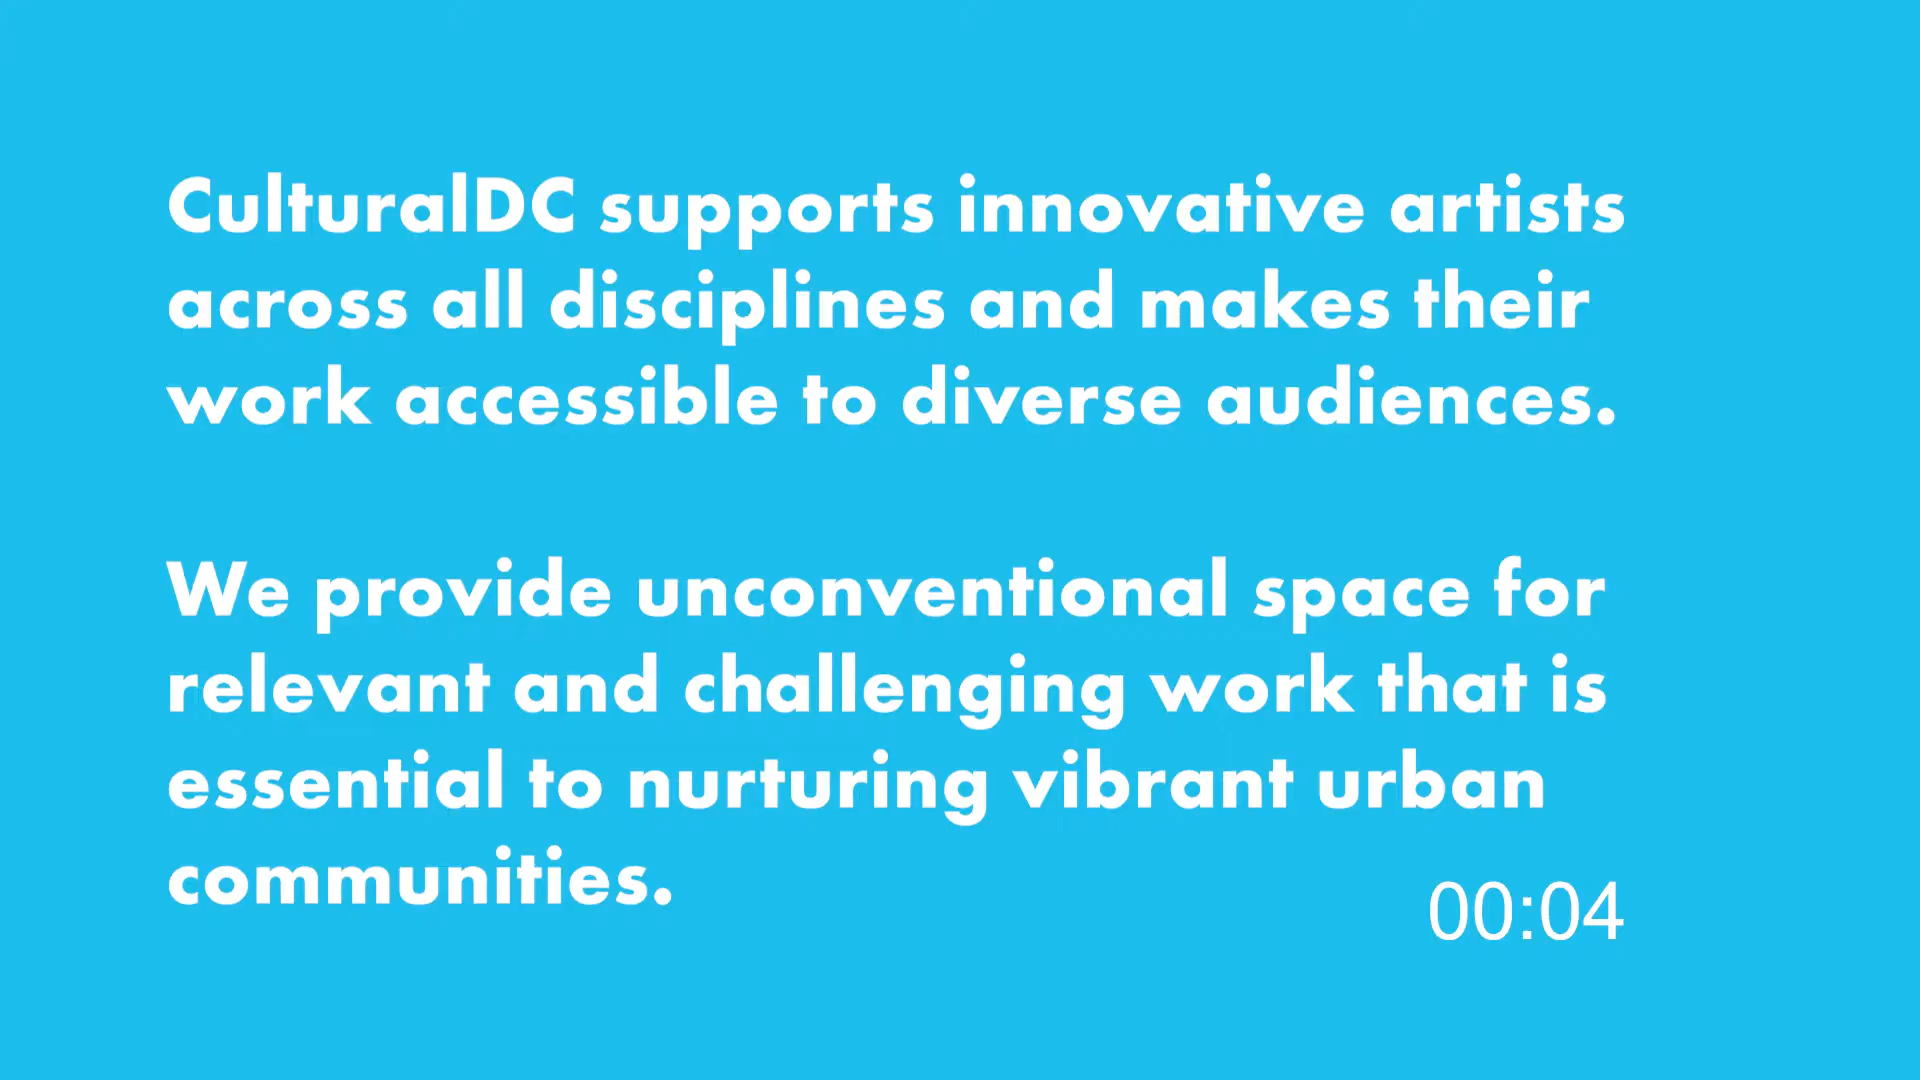 CulturalDC supports innovative artists
across all disciplines and makes their
work accessible to diverse audiences.
We provide unconventional space for
relevant and challenging work that is
essential to nurturing vibrant urban
communities.
00:04